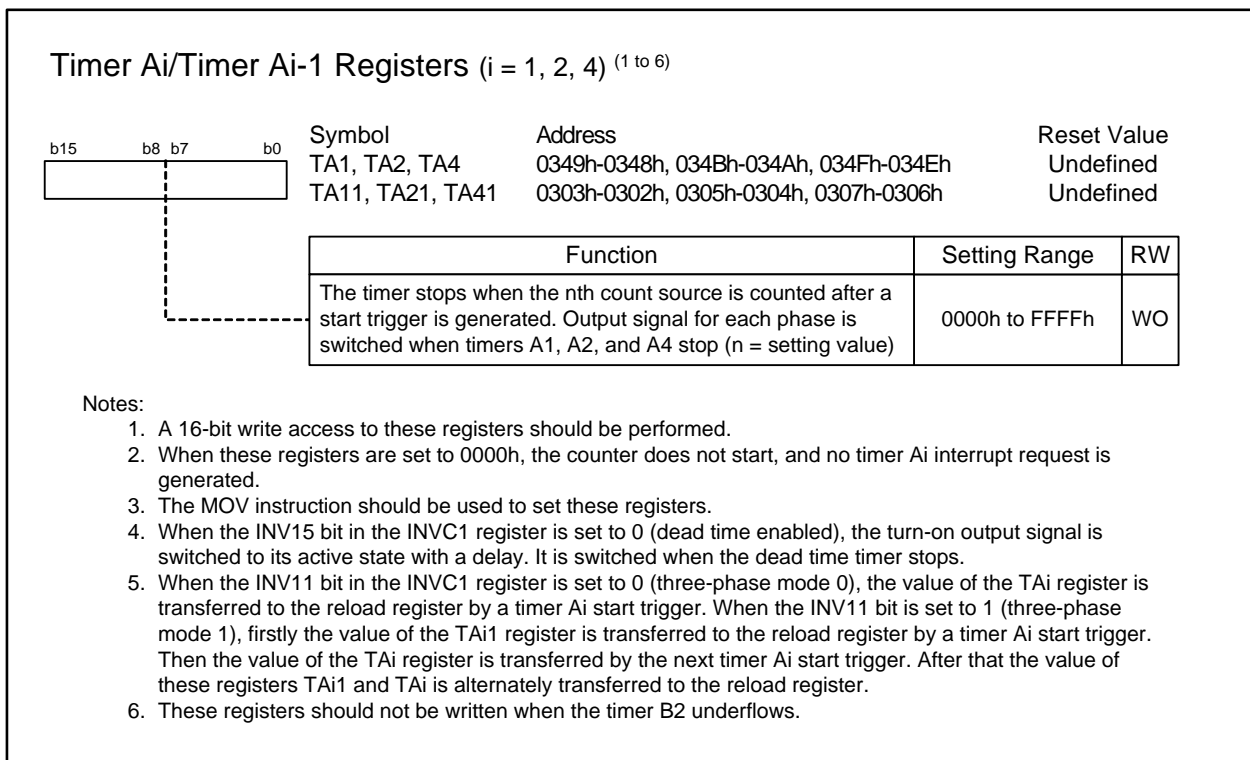 Timer Ai/Timer Ai-1 Registers (i = 1, 2, 4) (1 to 6)
b15 b8 b7 b0
Symbol Address Reset Value
TA1, TA2, TA4 0349h-0348h, 034Bh-034Ah, 034Fh-034Eh Undefined
TA11, TA21, TA41 0303h-0302h, 0305h-0304h, 0307h-0306h Undefined
Function Setting Range RW
The timer stops when the nth count source is counted after a
start trigger is generated. Output signal for each phase is
switched when timers A1, A2, and A4 stop (n = setting value)
0000h to FFFFh WO
Notes:
1. A 16-bit write access to these registers should be performed.
2. When these registers are set to 0000h, the counter does not start, and no timer Ai interrupt request is
generated.
3. The MOV instruction should be used to set these registers.
4. When the INV15 bit in the INVC1 register is set to 0 (dead time enabled), the turn-on output signal is
switched to its active state with a delay. It is switched when the dead time timer stops.
5. When the INV11 bit in the INVC1 register is set to 0 (three-phase mode 0), the value of the TAi register is
transferred to the reload register by a timer Ai start trigger. When the INV11 bit is set to 1 (three-phase
mode 1), firstly the value of the TAi1 register is transferred to the reload register by a timer Ai start trigger.
Then the value of the TAi register is transferred by the next timer Ai start trigger. After that the value of
these registers TAi1 and TAi is alternately transferred to the reload register.
6. These registers should not be written when the timer B2 underflows.